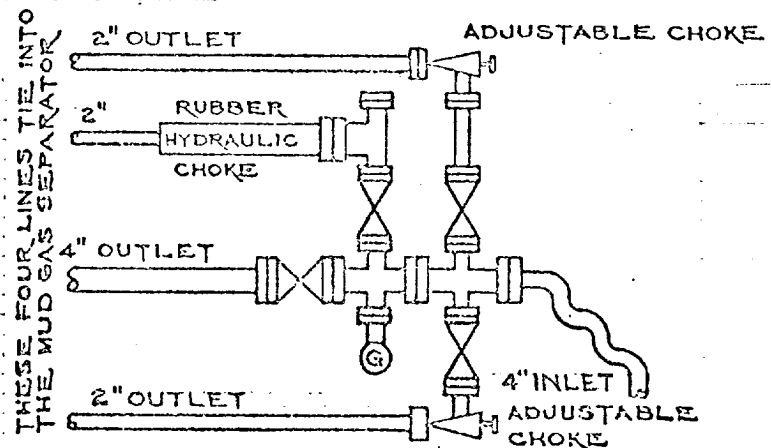 THESE FOUR LINES TIE INTO
THE MUD GAS SEPARATOR
2" OUTLET
ADJUSTABLE CHOKE
2"
RUBBER
HYDRAULIC
CHOKE
4" OUTLET
G
2" OUTLET
4" INLET
ADJUSTABLE
CHOKE